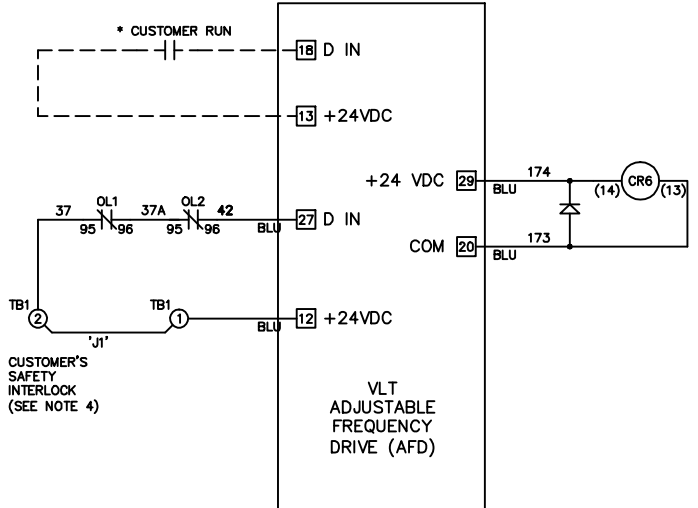 * CUSTOMER RUN
18 D IN
13 +24VDC
+24 VDC 29
174
BLU
(14) CR6 (13)
OL1
OL2
37
37A
42
95 96
95 96
BLU
27 D IN
COM 20
173
BLU
TB1
2
TB1
1
'J1'
BLU
12 +24VDC
CUSTOMER'S
SAFETY
INTERLOCK
(SEE NOTE 4)
VLT
ADJUSTABLE
FREQUENCY
DRIVE (AFD)